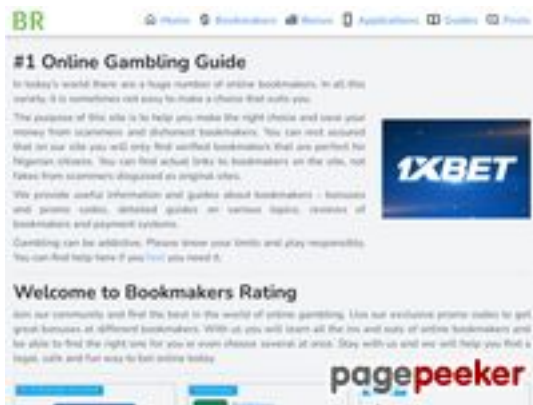 BR
Home Bookmakers Bonus Applications Guides Posts
#1 Online Gambling Guide
In today's world there are a huge number of online bookmakers. In all this
variety, it is sometimes not easy to make a choice that suits you.
The purpose of this site is to help you make the right choice and save your
money from scammers and dishonest bookmakers. You can rest assured
that on our site you will only find verified bookmakers that are perfect for
Nigerian citizens. You can find actual links to bookmakers on the site, not
fakes from scammers disguised as original sites.
1XBET
We provide useful information and guides about bookmakers - bonuses
and promo codes, detailed guides on various topics, reviews of
bookmakers and payment systems.
Gambling can be addictive. Please know your limits and play responsibly.
You can find help here if you feel you need it.
Welcome to Bookmakers Rating
Join our community and find the best in the world of online gambling. Use our exclusive promo codes to get
great bonuses at different bookmakers. With us you will learn all the ins and outs of online bookmakers and
be able to find the right one for you or even choose several at once. Stay with us and we will help you find a
legal, safe and fun way to bet online today.
pagepeeker